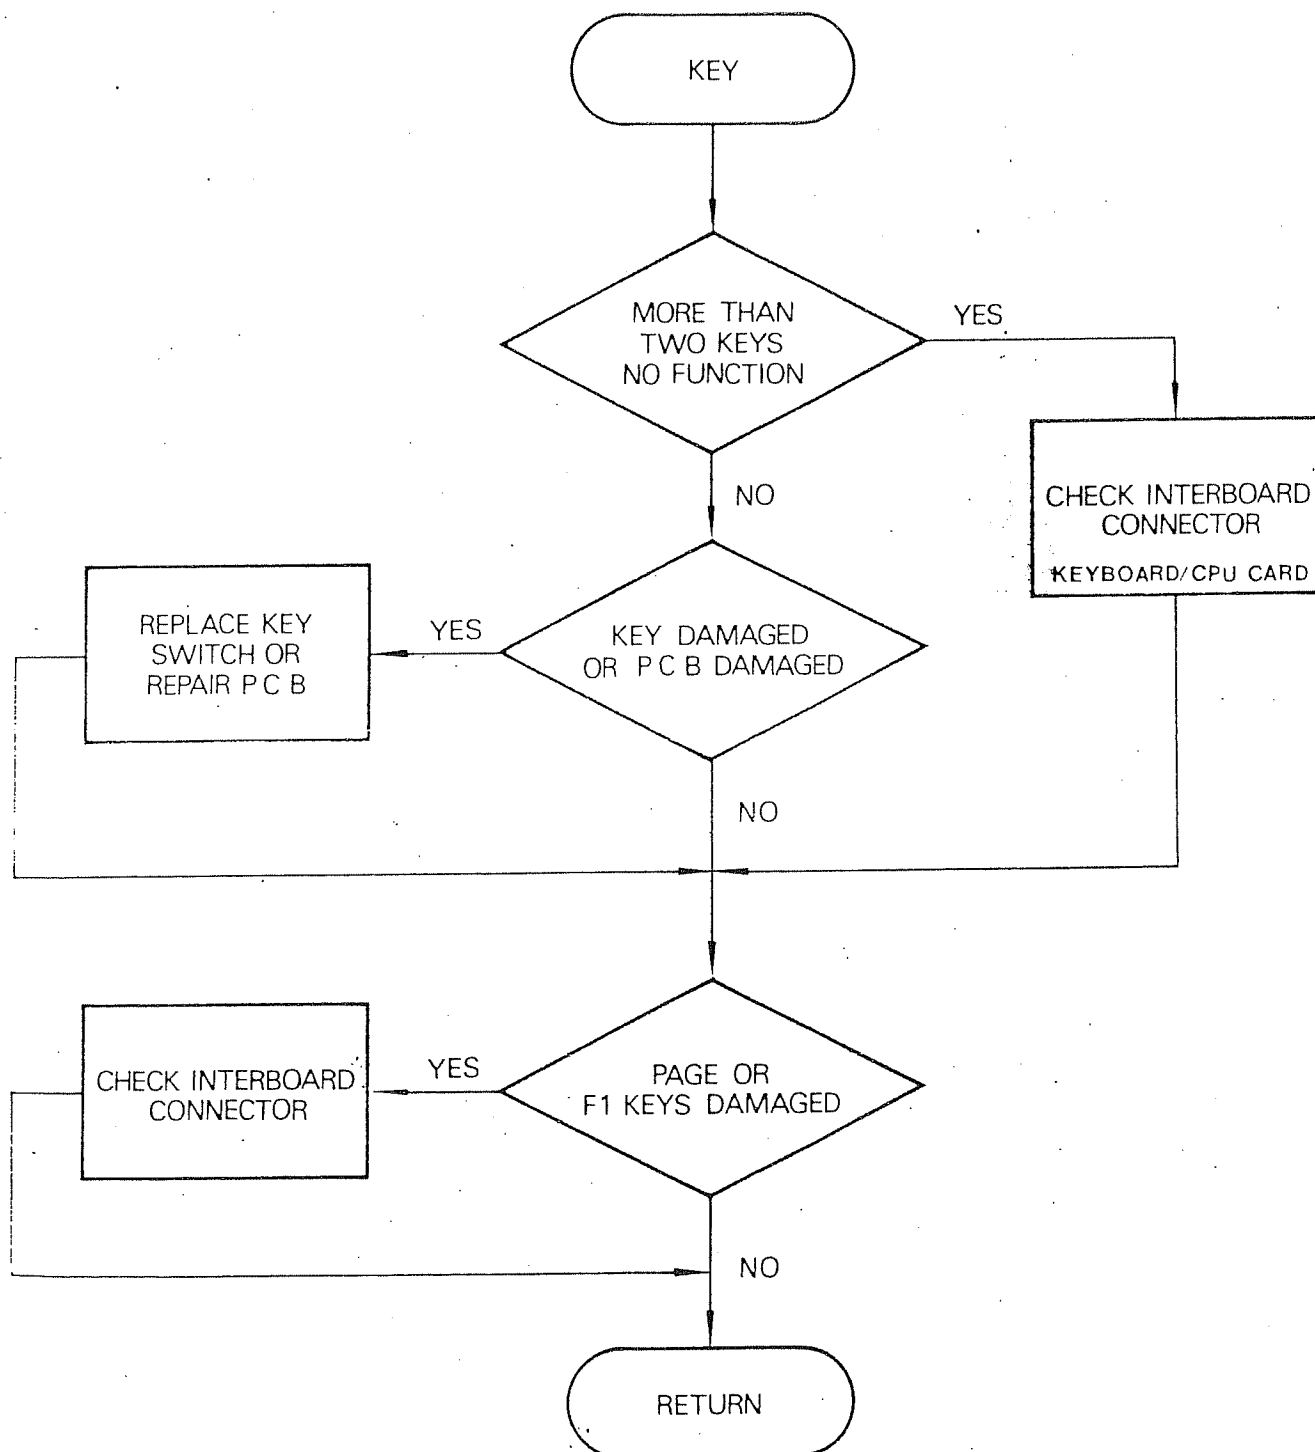 KEY
MORE THAN
TWO KEYS
NO FUNCTION
YES
NO
CHECK INTERBOARD
CONNECTOR
KEYBOARD/CPU CARD
KEY DAMAGED
OR P C B DAMAGED
YES
REPLACE KEY
SWITCH OR
REPAIR P C B
NO
PAGE OR
F1 KEYS DAMAGED
YES
CHECK INTERBOARD
CONNECTOR
NO
RETURN